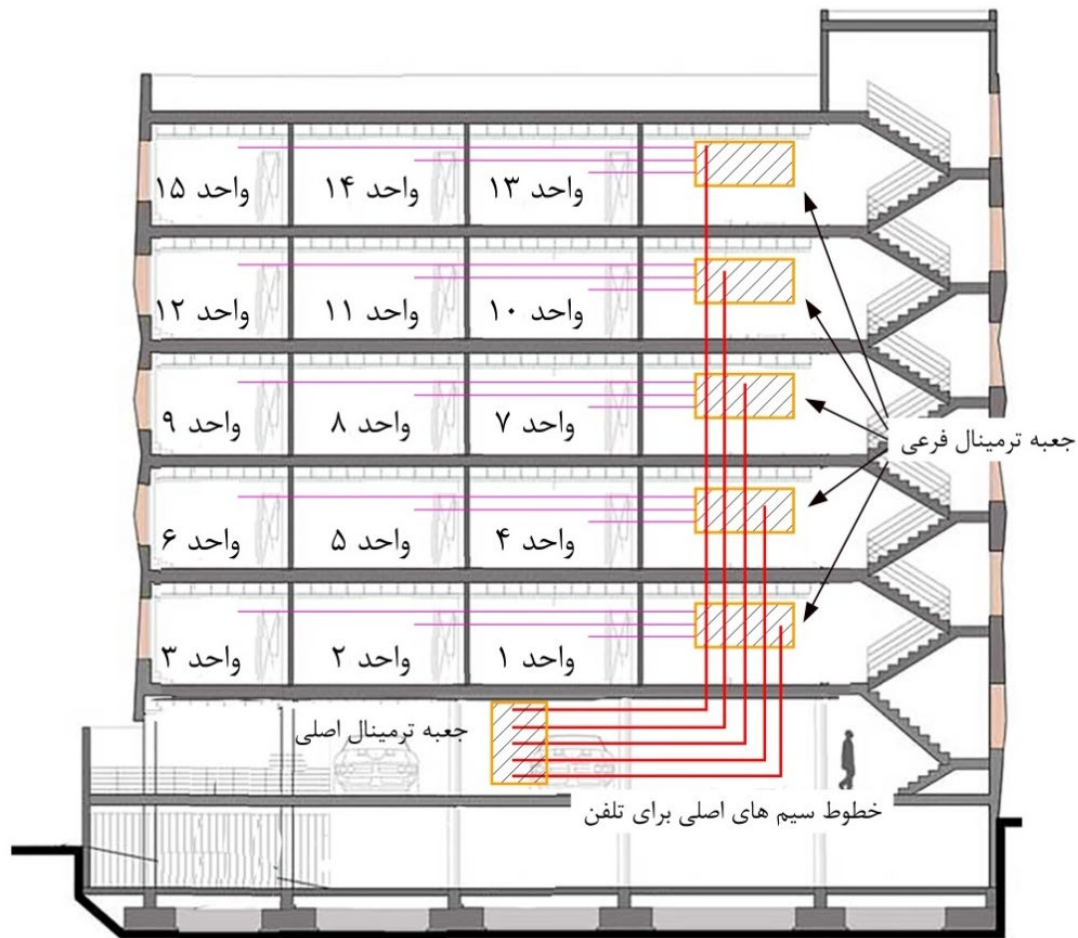 واحد ۱۳
واحد ۱۴
واحد ۱۵
واحد ۱۰
واحد ۱۱
واحد ۱۲
واحد ۷
واحد ۸
واحد ۹
جعبه ترمینال فرعی
واحد ۴
واحد ۵
واحد ۶
واحد ۱
واحد ۲
واحد ۳
جعبه ترمینال اصلی
خطوط سیم های اصلی برای تلفن